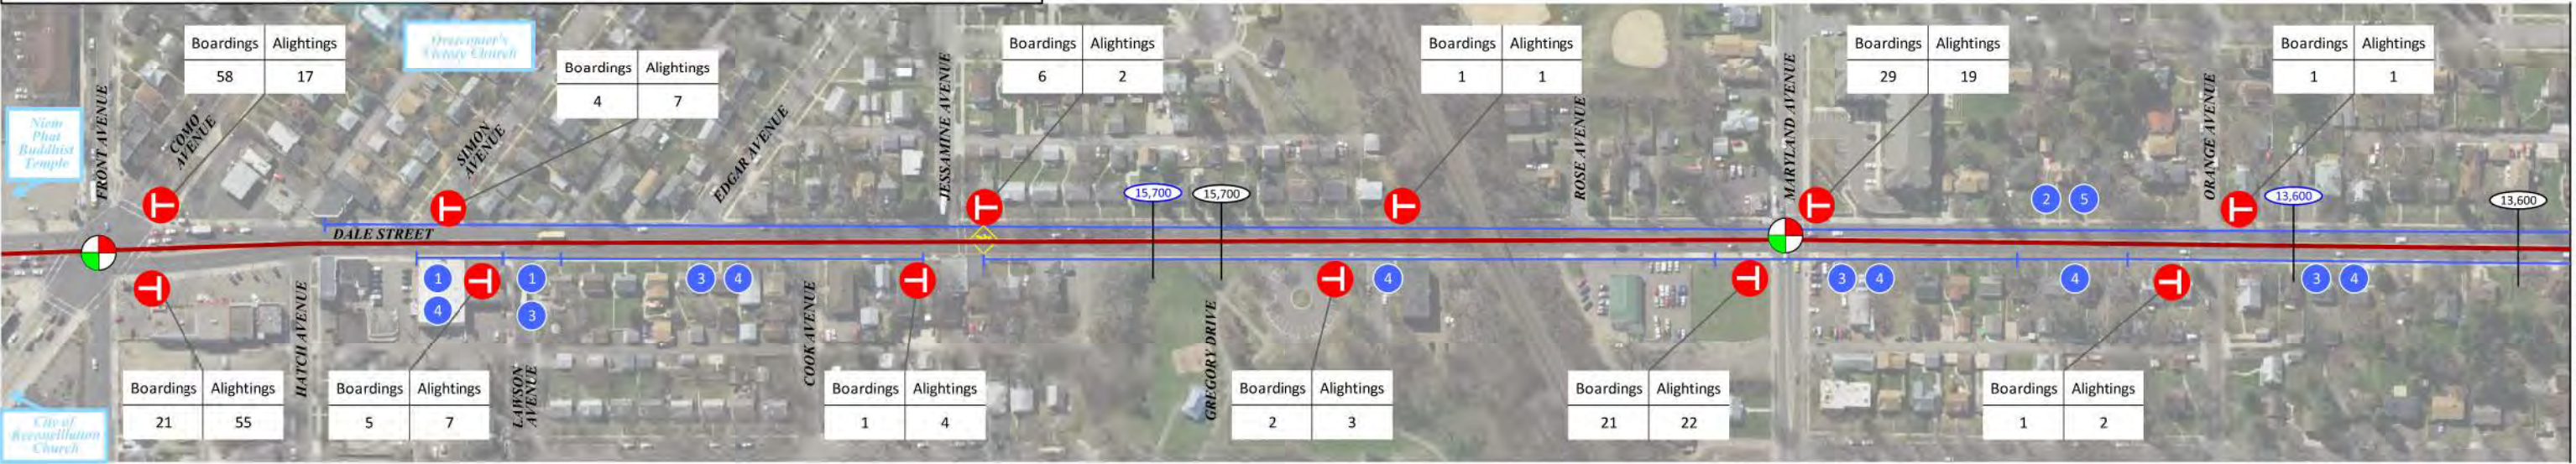 Boardings Alightings
58 17
Overcomer's
Victory Church
Boardings Alightings
4 7
Boardings Alightings
6 2
Boardings Alightings
1 1
Boardings Alightings
29 19
Boardings Alightings
1 1
Niem
Phat
Buddhist
Temple
FRONT AVENUE
COMO
AVENUE
SIMON
AVENUE
EDGAR AVENUE
JESSAMINE AVENUE
ROSE AVENUE
MARYLAND AVENUE
ORANGE AVENUE
15,700
15,700
2 5
13,600
13,600
T
T
T
T
T
T
DALE STREET
T
1
4
T
1
3
3 4
T
T
4
T
3 4
4
T
3 4
HATCH AVENUE
LAWSON
AVENUE
COOK AVENUE
GREGORY DRIVE
Boardings Alightings
21 55
Boardings Alightings
5 7
Boardings Alightings
1 4
Boardings Alightings
2 3
Boardings Alightings
21 22
Boardings Alightings
1 2
City of
Reconciliation
Church